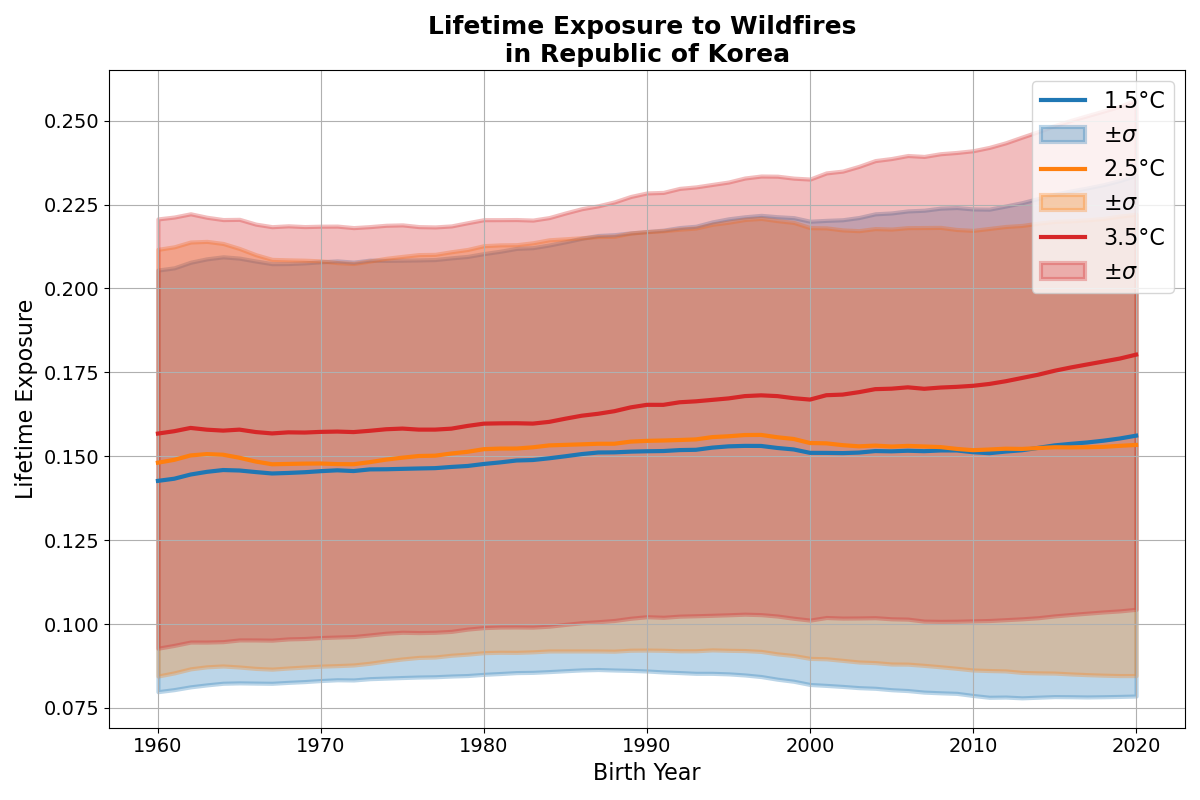 Lifetime Exposure to Wildfires
in Republic of Korea
Lifetime Exposure
0.250
0.225
0.200
0.175
0.150
0.125
0.100
0.075
1960
1970
1980
1990
2000
2010
2020
Birth Year
1.5°C
±σ
2.5°C
±σ
3.5°C
±σ